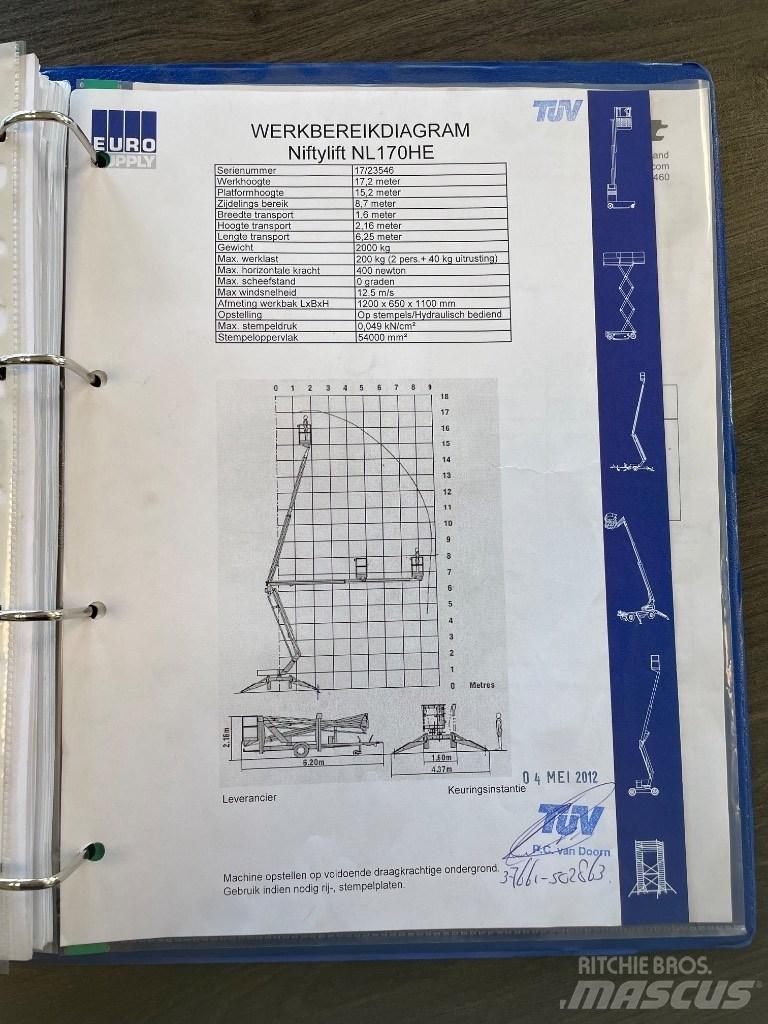 EURO
SUPPLY
TÜV
WERKBEREIKDIAGRAM
Niftylift NL170HE
Serienummer 17/23546
Werkhoogte 17,2 meter
Platformhoogte 15,2 meter
Zijdelings bereik 8,7 meter
Breedte transport 1,6 meter
Hoogte transport 2,16 meter
Lengte transport 6,25 meter
Gewicht 2000 kg
Max. werklast 200 kg (2 pers.+ 40 kg uitrusting)
Max. horizontale kracht 400 newton
Max. scheefstand 0 graden
Max windsnelheid 12.5 m/s
Afmeting werkbak LxBxH 1200 x 650 x 1100 mm
Opstelling Op stempels/Hydraulisch bediend
Max. stempeldruk 0,049 kN/cm²
Stempeloppervlak 54000 mm²
t
and
com
460
0 1 2 3 4 5 6 7 8 9
18
17
16
15
14
13
12
11
10
9
8
7
6
5
4
3
2
1
0 Metres
2.16m
6.20m
1.60m
4.37m
Leverancier
Keuringsinstantie
04 MEI 2012
TÜV
P.C. van Doorn
37661-502863
Machine opstellen op voldoende draagkrachtige ondergrond.
Gebruik indien nodig rij-, stempelplaten.
RITCHIE BROS.
MASCUS